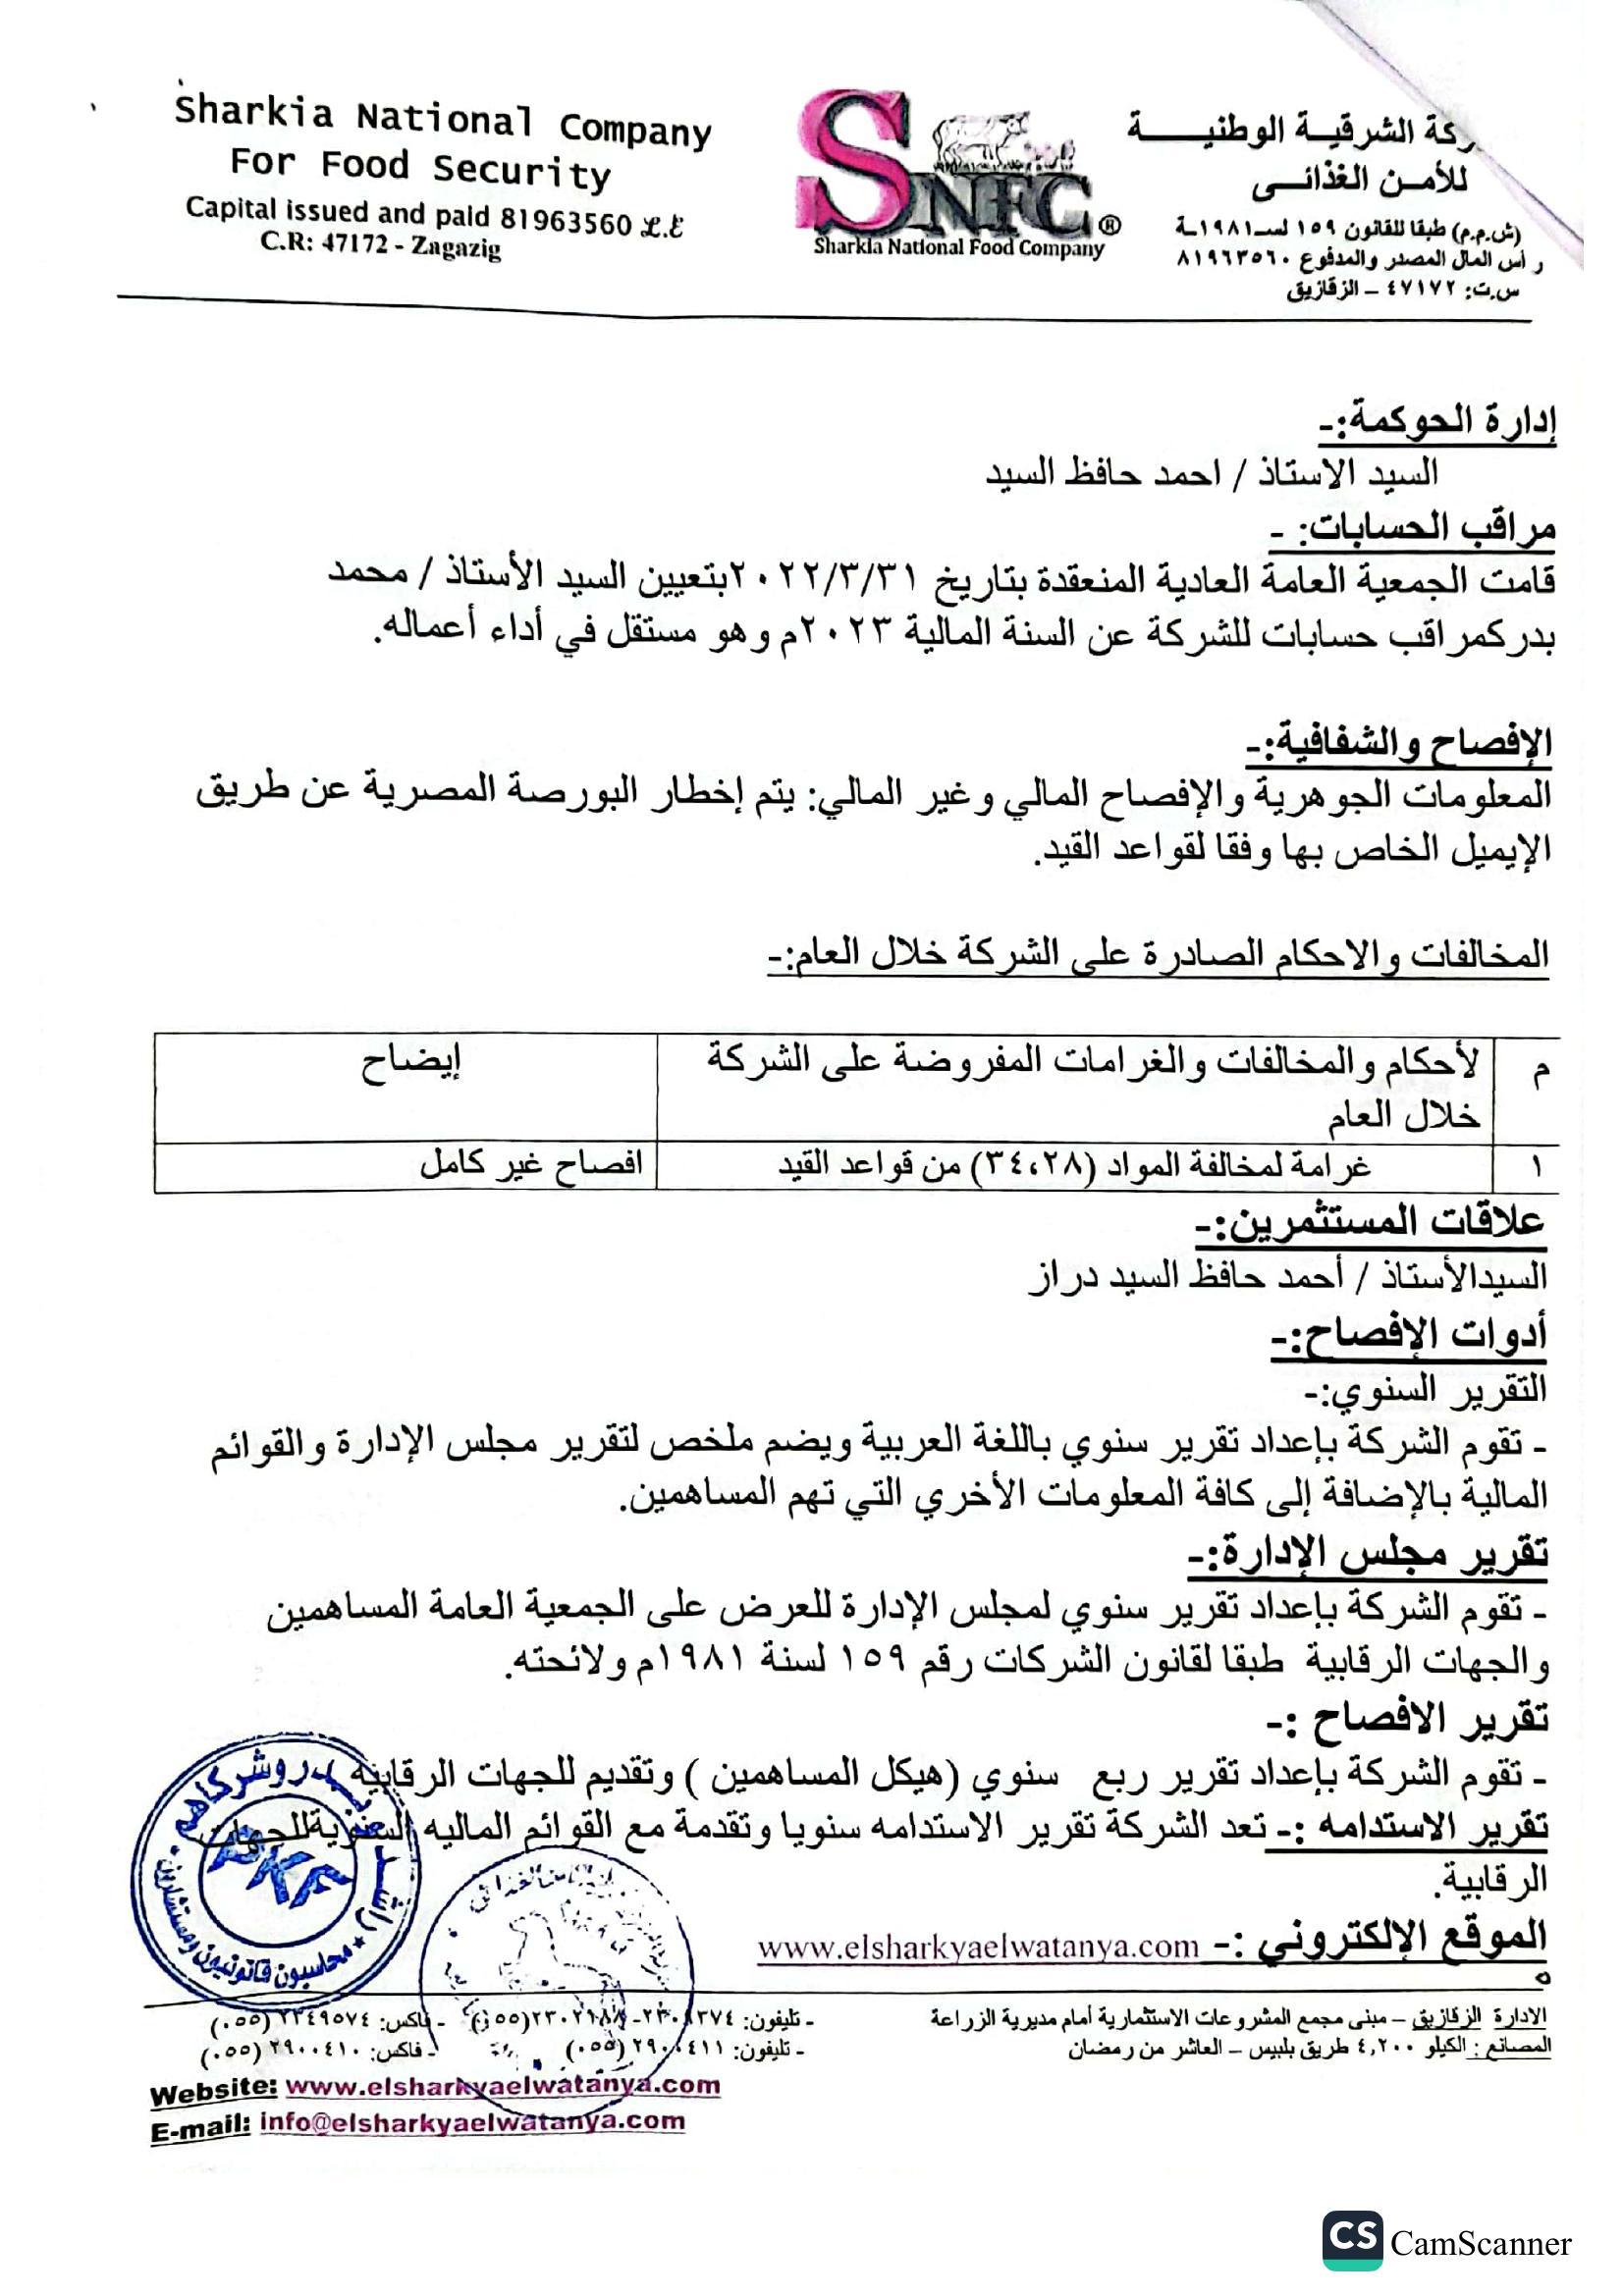 Sharkia National Company
For Food Security
Capital issued and paid 81963560 L.E
C.R: 47172 - Zagazig
SNFC®
Sharkia National Food Company
الشرقيــة الوطنيـــــة
للأمــن الغذائــى
(ش.م.م) طبقا للقانون ١٥٩ لســ١٩٨١ـة
رأس المال المصدر والمدفوع ٨١٩٦٣٥٦٠
س.ت: ٤٧١٧٢ – الزقازيق
إدارة الحوكمة:-
السيد الاستاذ / احمد حافظ السيد
مراقب الحسابات: -
قامت الجمعية العامة العادية المنعقدة بتاريخ ٢٠٢٢/٣/٣١بتعيين السيد الأستاذ / محمد
بدر كمراقب حسابات للشركة عن السنة المالية ٢٠٢٣م وهو مستقل في أداء أعماله.
الإفصاح والشفافية:-
المعلومات الجوهرية والإفصاح المالي وغير المالي: يتم إخطار البورصة المصرية عن طريق
الإيميل الخاص بها وفقا لقواعد القيد.
المخالفات والاحكام الصادرة على الشركة خلال العام:-
م لأحكام والمخالفات والغرامات المفروضة على الشركة إيضاح
خلال العام
١ غرامة لمخالفة المواد (٣٤،٢٨) من قواعد القيد افصاح غير كامل
علاقات المستثمرين:-
السيدالأستاذ / أحمد حافظ السيد دراز
أدوات الإفصاح:-
التقرير السنوي:-
- تقوم الشركة بإعداد تقرير سنوي باللغة العربية ويضم ملخص لتقرير مجلس الإدارة والقوائم
المالية بالإضافة إلى كافة المعلومات الأخري التي تهم المساهمين.
تقرير مجلس الإدارة:-
- تقوم الشركة بإعداد تقرير سنوي لمجلس الإدارة للعرض على الجمعية العامة المساهمين
والجهات الرقابية طبقا لقانون الشركات رقم ١٥٩ لسنة ١٩٨١م ولائحته.
تقرير الافصاح :-
- تقوم الشركة بإعداد تقرير ربع سنوي (هيكل المساهمين ) وتقديم للجهات الرقابيه
تقرير الاستدامه :- تعد الشركة تقرير الاستدامه سنويا وتقدمة مع القوائم الماليه السنوية للجهات
الرقابية.
الموقع الإلكتروني :- www.elsharkyaelwatanya.com
٥
الادارة الزقازيق – مبنى مجمع المشروعات الاستثمارية أمام مديرية الزراعة - تليفون: - فاكس: ٢٣٤٩٥٧٤ (٠٥٥)
المصانع: الكيلو ٤,٢٠٠ طريق بلبيس – العاشر من رمضان - تليفون: ٢٩٠٠٤١١ (٠٥٥) - فاكس: ٢٩٠٠٤١٠ (٠٥٥)
Website: www.elsharkyaelwatanya.com
E-mail: info@elsharkyaelwatanya.com
وشركاه
محاسبون قانونيون ومستشارون
CS CamScanner